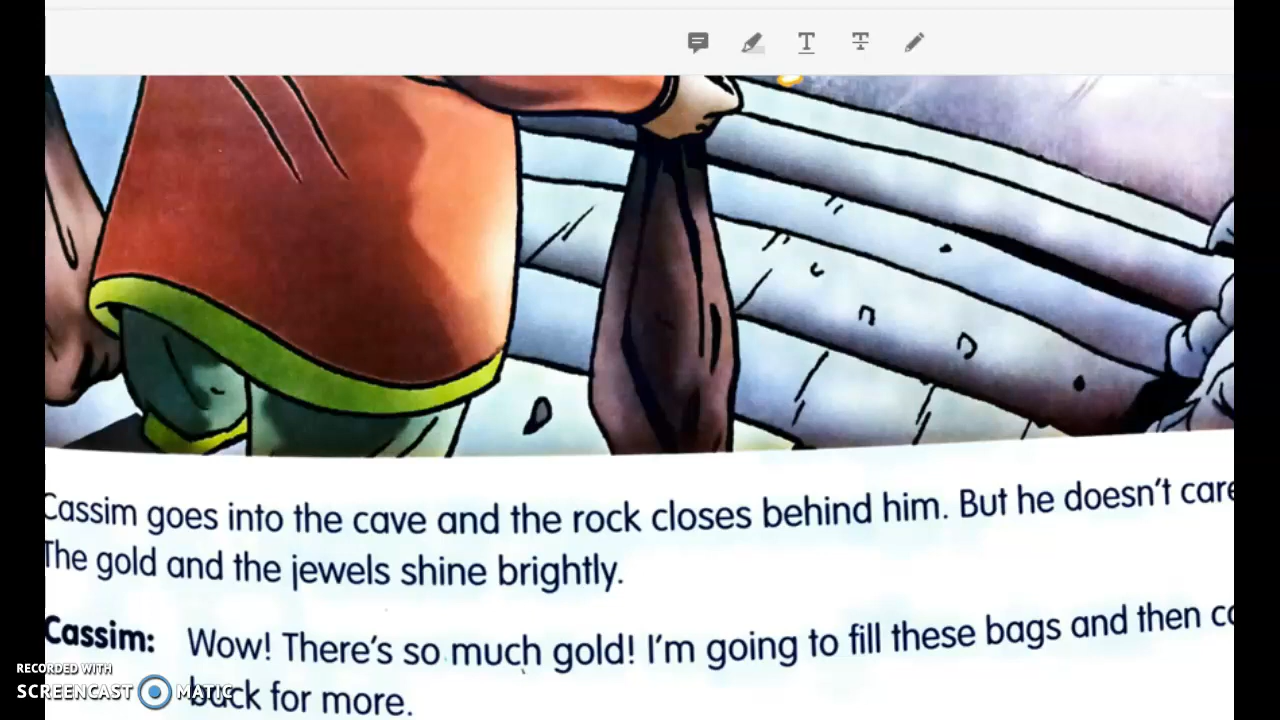 Cassim goes into the cave and the rock closes behind him. But he doesn't care
The gold and the jewels shine brightly.
Cassim: Wow! There's so much gold! I'm going to fill these bags and then
back for more.
RECORDED WITH
SCREENCAST MATIC